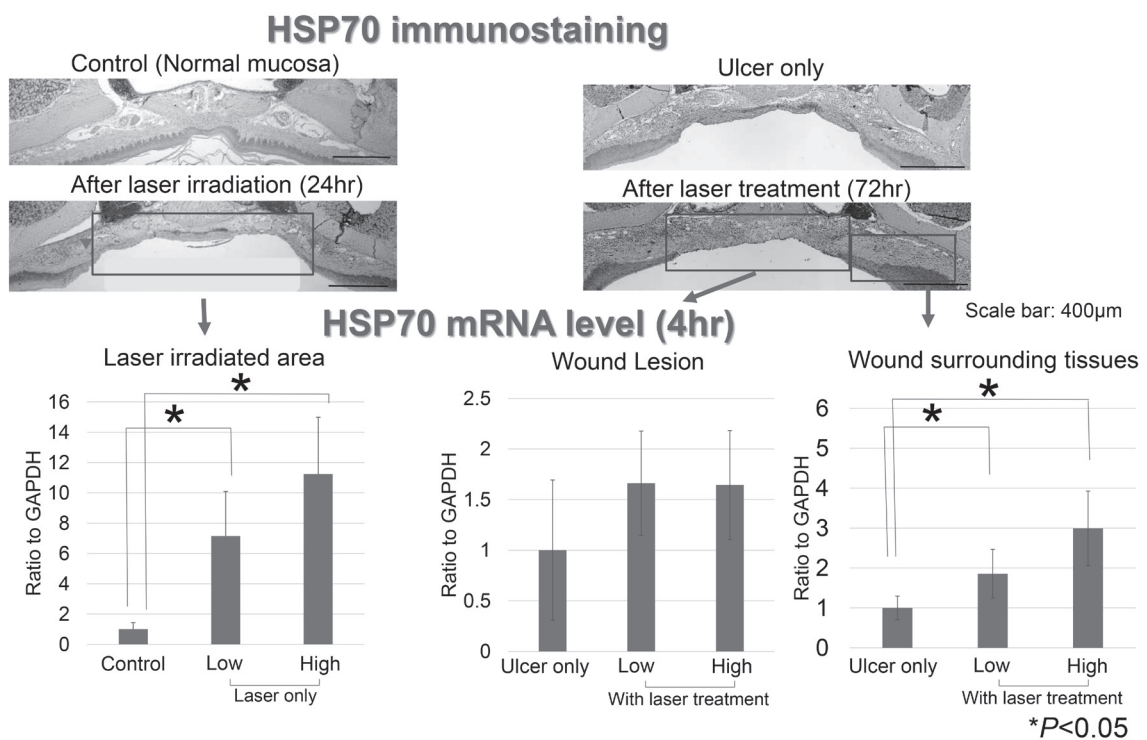 HSP70 immunostaining
Control (Normal mucosa)
Ulcer only
After laser irradiation (24hr)
After laser treatment (72hr)
Scale bar: 400μm
HSP70 mRNA level (4hr)
Laser irradiated area
Ratio to GAPDH
16
14
12
10
8
6
4
2
0
*
*
Control
Low
High
Laser only
Wound Lesion
Ratio to GAPDH
2.5
2
1.5
1
0.5
0
Ulcer only
Low
High
With laser treatment
Wound surrounding tissues
Ratio to GAPDH
6
5
4
3
2
1
0
*
*
Ulcer only
Low
High
With laser treatment
*P<0.05